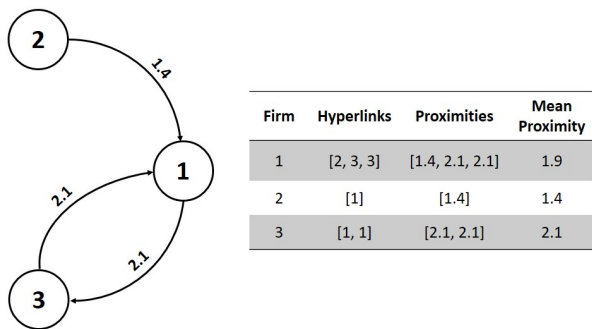 2
1.4
1
2.1
2.1
3
Firm Hyperlinks Proximities Mean Proximity
1 [2, 3, 3] [1.4, 2.1, 2.1] 1.9
2 [1] [1.4] 1.4
3 [1, 1] [2.1, 2.1] 2.1